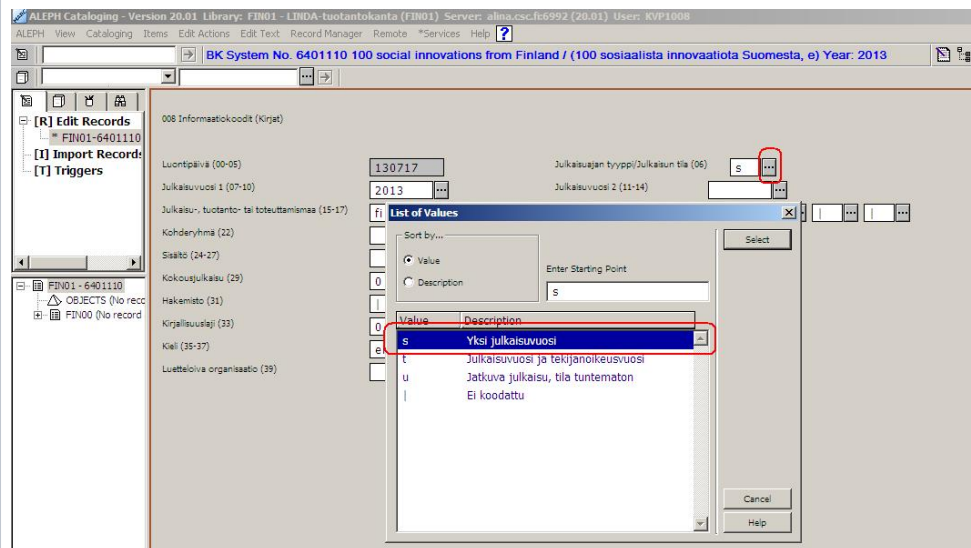 ALEPH Cataloging - Version 20.01 Library: FIN01 - LINDA-tuotantokanta (FIN01) Server: alina.csc.fi:6992 (20.01) User: KVP1008
ALEPH View Cataloging Items Edit Actions Edit Text Record Manager Remote *Services Help ?
BK System No. 6401110 100 social innovations from Finland / (100 sosiaalista innovaatiota Suomesta, e) Year: 2013
[R] Edit Records
* FIN01-6401110
[I] Import Records
[T] Triggers
FIN01 - 6401110
OBJECTS (No reco
FIN00 (No record
008 Informaatiokoodit (Kirjat)
Luontipäivä (00-05) 130717 Julkaisuajan tyyppi/Julkaisun tila (06) s ...
Julkaisuvuosi 1 (07-10) 2013 ... Julkaisuvuosi 2 (11-14) ...
Julkaisu-, tuotanto- tai toteuttamismaa (15-17) fi | ... | ...
Kohderyhmä (22)
Sisältö (24-27)
Kokousjulkaisu (29) 0
Hakemisto (31) |
Kirjallisuuslaji (33) 0
Kieli (35-37) e
Luetteloiva organisaatio (39)
List of Values X
Sort by...
Value
Description
Enter Starting Point
s
Select
Value Description
s Yksi julkaisuvuosi
t Julkaisuvuosi ja tekijänoikeusvuosi
u Jatkuva julkaisu, tila tuntematon
| Ei koodattu
Cancel
Help